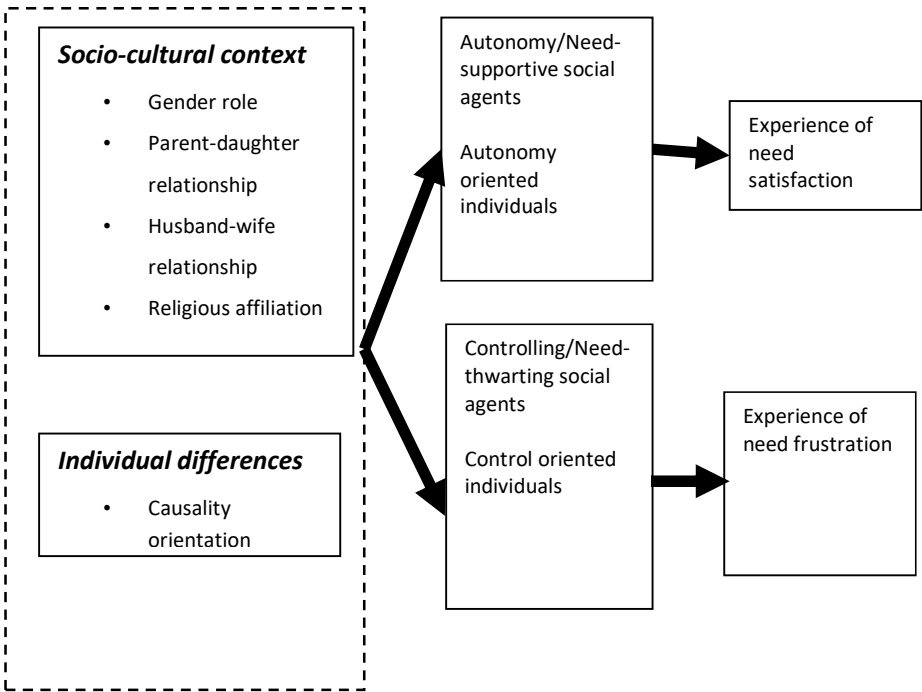 Socio-cultural context
• Gender role
• Parent-daughter
relationship
• Husband-wife
relationship
• Religious affiliation
Individual differences
• Causality
orientation
Autonomy/Need-
supportive social
agents
Autonomy
oriented
individuals
Controlling/Need-
thwarting social
agents
Control oriented
individuals
Experience of
need
satisfaction
Experience of
need frustration